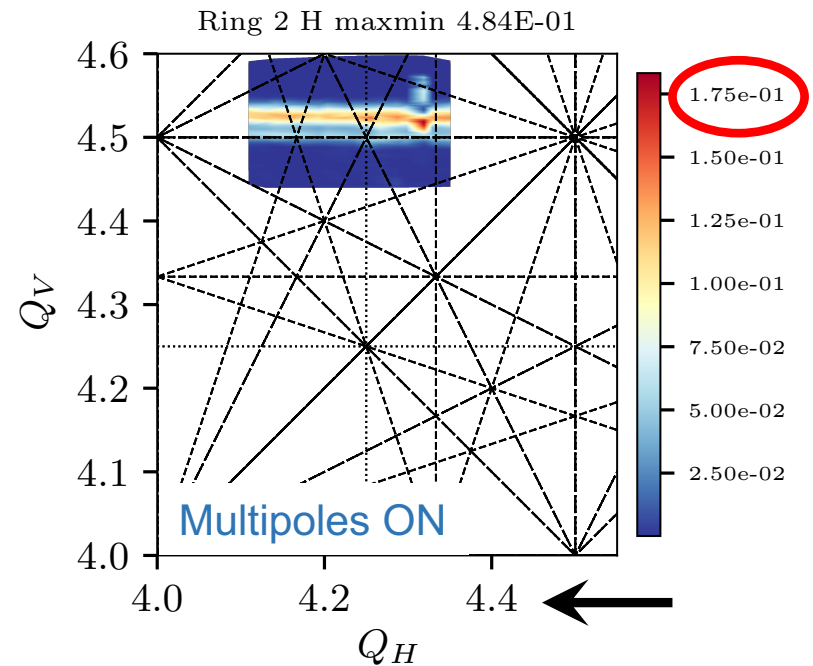 Ring 2 H maxmin 4.84E-01
4.6
4.5
4.4
4.3
4.2
4.1
4.0
Q_V
1.75e-01
1.50e-01
1.25e-01
1.00e-01
7.50e-02
5.00e-02
2.50e-02
Multipoles ON
4.0 4.2 4.4
Q_H